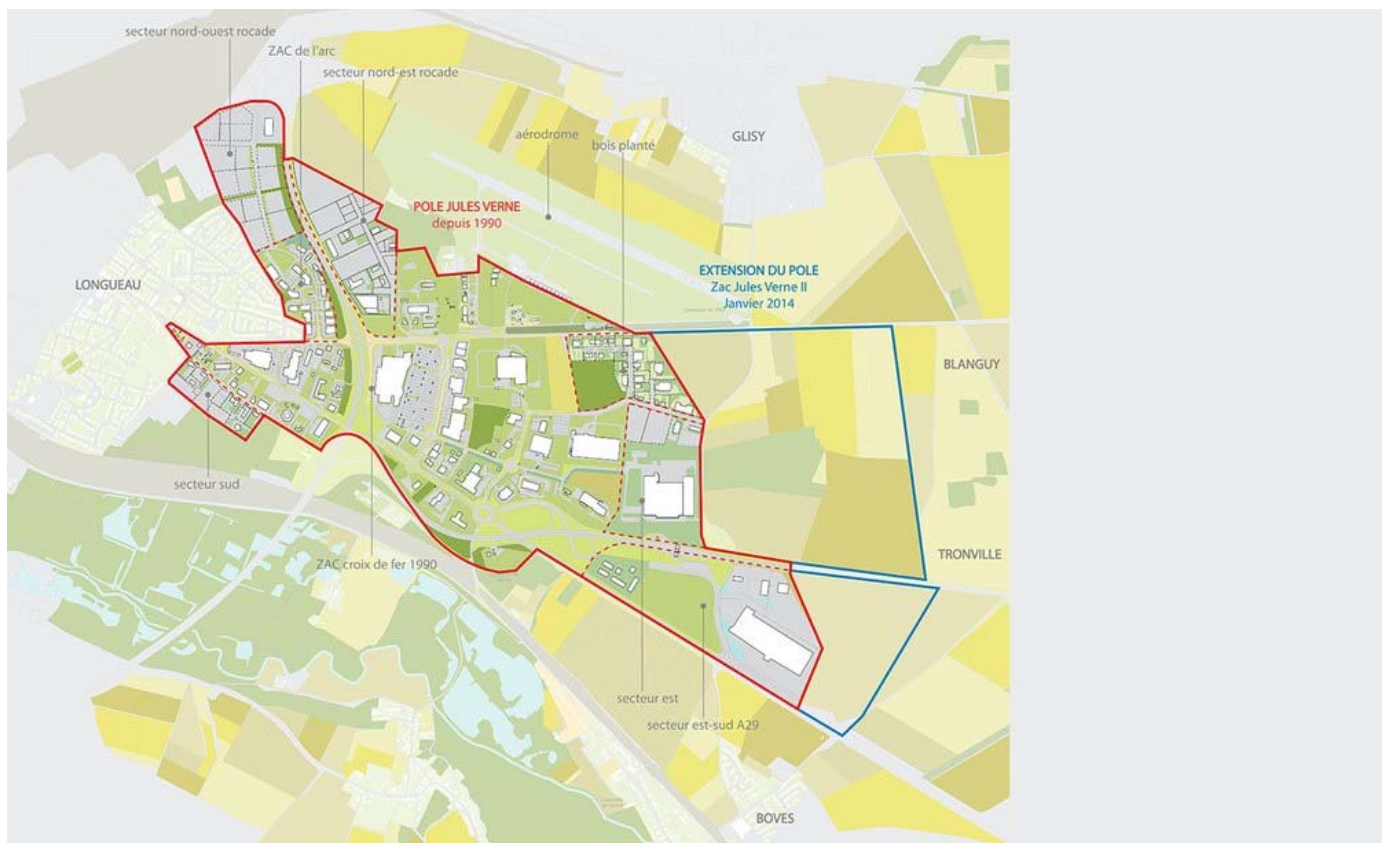 secteur nord-ouest rocade
ZAC de l'arc
secteur nord-est rocade
aérodrome
bois planté
GLISY
POLE JULES VERNE
depuis 1990
LONGUEAU
EXTENSION DU POLE
Zac Jules Verne II
Janvier 2014
BLANGUY
secteur sud
ZAC croix de fer 1990
TRONVILLE
secteur est
secteur est-sud A29
BOVES